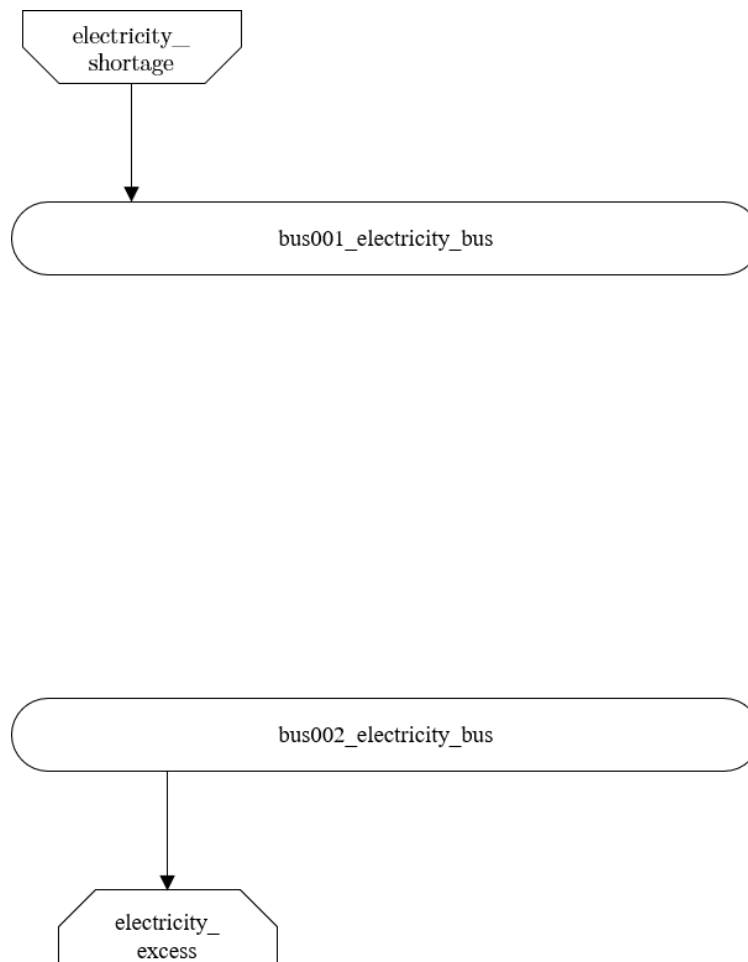 electricity_
shortage
bus001_electricity_bus
bus002_electricity_bus
electricity_
excess